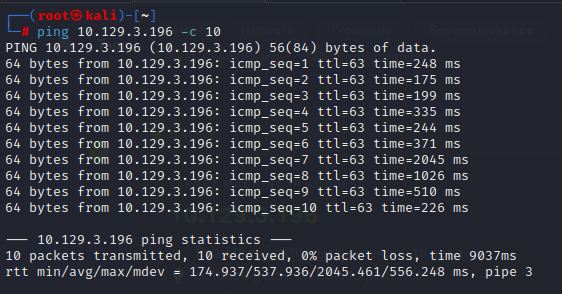 ┌──(root㉿kali)-[~]
└─# ping 10.129.3.196 -c 10
PING 10.129.3.196 (10.129.3.196) 56(84) bytes of data.
64 bytes from 10.129.3.196: icmp_seq=1 ttl=63 time=248 ms
64 bytes from 10.129.3.196: icmp_seq=2 ttl=63 time=175 ms
64 bytes from 10.129.3.196: icmp_seq=3 ttl=63 time=199 ms
64 bytes from 10.129.3.196: icmp_seq=4 ttl=63 time=335 ms
64 bytes from 10.129.3.196: icmp_seq=5 ttl=63 time=244 ms
64 bytes from 10.129.3.196: icmp_seq=6 ttl=63 time=371 ms
64 bytes from 10.129.3.196: icmp_seq=7 ttl=63 time=2045 ms
64 bytes from 10.129.3.196: icmp_seq=8 ttl=63 time=1026 ms
64 bytes from 10.129.3.196: icmp_seq=9 ttl=63 time=510 ms
64 bytes from 10.129.3.196: icmp_seq=10 ttl=63 time=226 ms
--- 10.129.3.196 ping statistics ---
10 packets transmitted, 10 received, 0% packet loss, time 9037ms
rtt min/avg/max/mdev = 174.937/537.936/2045.461/556.248 ms, pipe 3